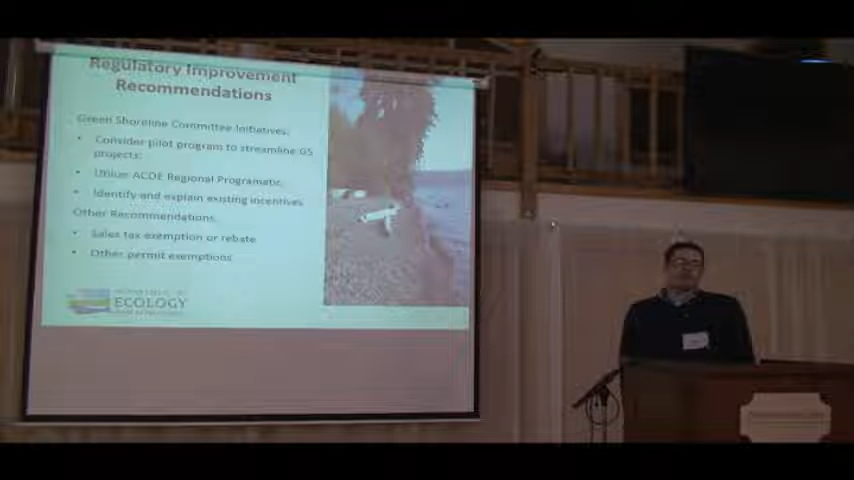 Regulatory Improvement
Recommendations
Green Shoreline Committee Initiatives:
• Consider pilot program to streamline GS
projects;
• Utilize ACOE Regional Programatic
• Identify and explain existing incentives
Other Recommendations
• Sales tax exemption or rebate
• Other permit exemptions
ECOLOGY